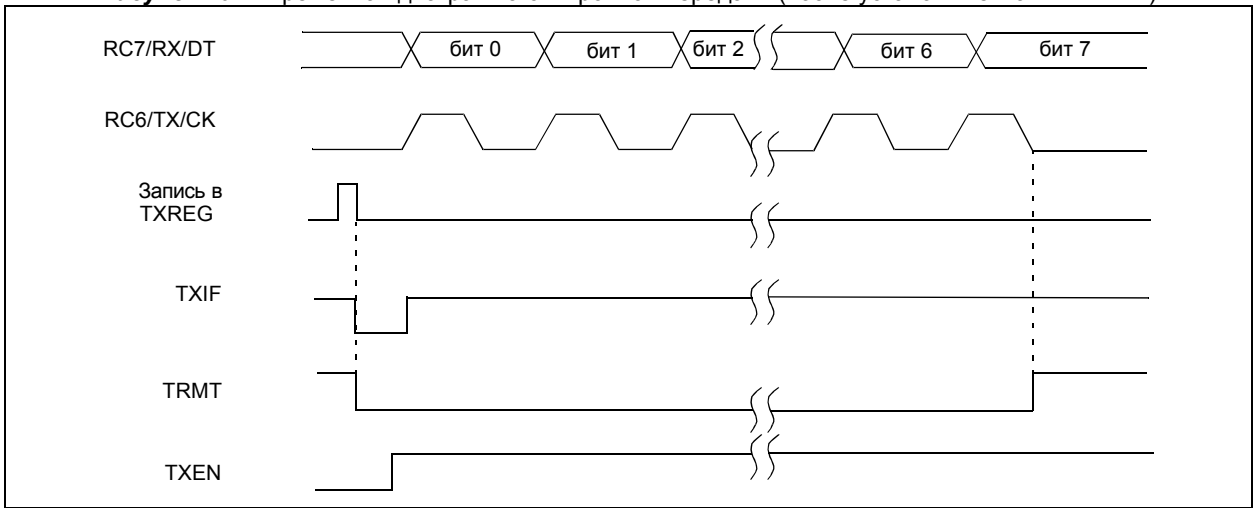 RC7/RX/DT
бит 0 бит 1 бит 2 бит 6 бит 7
RC6/TX/CK
Запись в
TXREG
TXIF
TRMT
TXEN